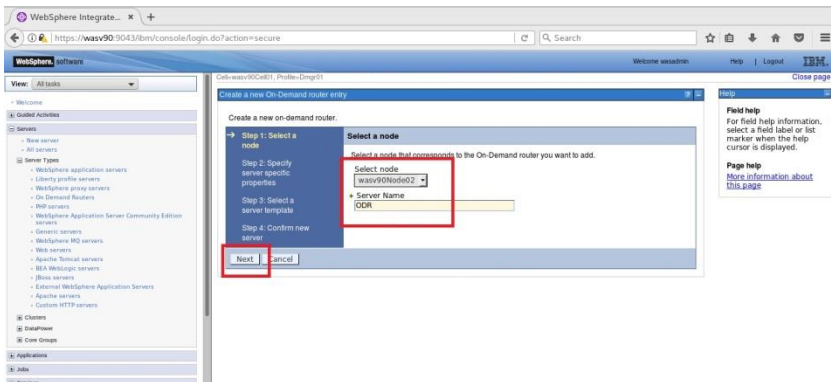 WebSphere Integrate...
https://wasv90:9043/ibm/console/login.do?action=secure
Search
WebSphere. software
Welcome wasadmin
Help | Logout
IBM.
Cell=wasv90Cell01, Profile=Dmgr01
Close page
View: All tasks
Welcome
Guided Activities
Servers
New server
All servers
Server Types
WebSphere application servers
Liberty profile servers
WebSphere proxy servers
On Demand Routers
PHP servers
WebSphere Application Server Community Edition
servers
Generic servers
WebSphere MQ servers
Web servers
Apache Tomcat servers
BEA WebLogic servers
JBoss servers
External WebSphere Application Servers
Apache servers
Custom HTTP servers
Clusters
DataPower
Core Groups
Applications
Jobs
Create a new On-Demand router entry
Create a new on-demand router.
Step 1: Select a
node
Step 2: Specify
server specific
properties
Step 3: Select a
server template
Step 4: Confirm new
server
Select a node
Select a node that corresponds to the On-Demand router you want to add.
Select node
wasv90Node02
Server Name
ODR
Next
Cancel
Help
Field help
For field help information,
select a field label or list
marker when the help
cursor is displayed.
Page help
More information about
this page